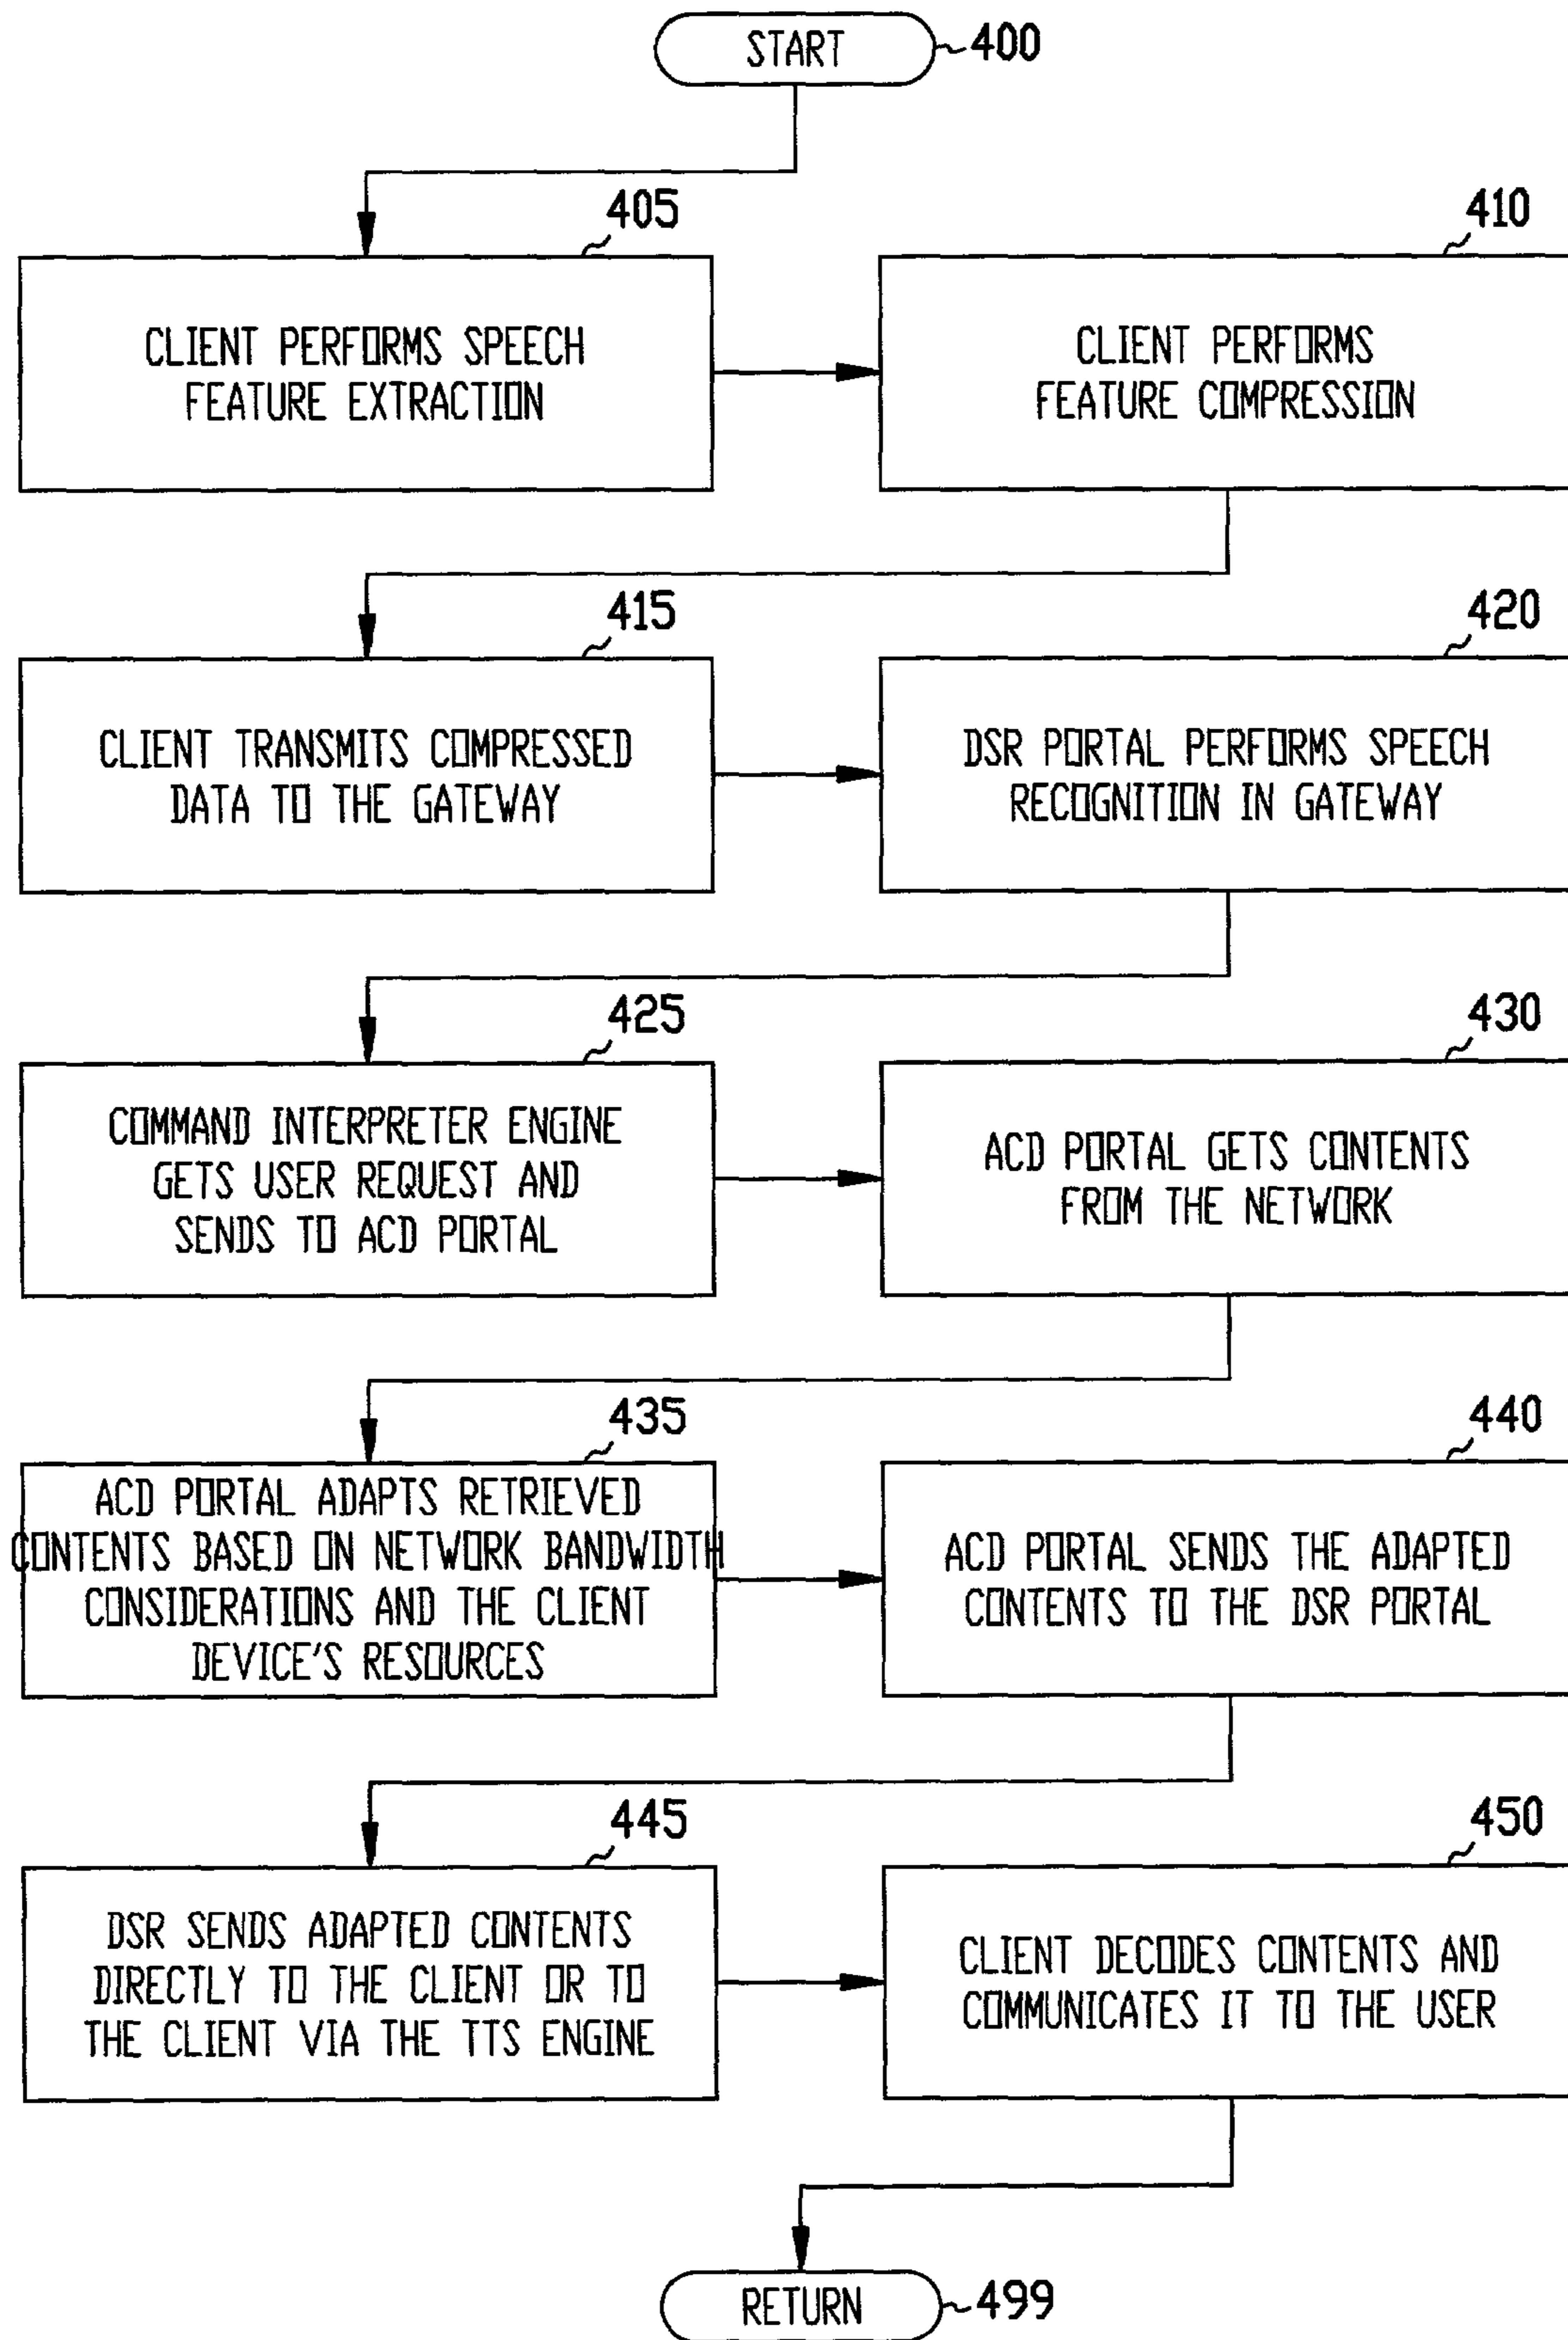 START
400
405
CLIENT PERFORMS SPEECH
FEATURE EXTRACTION
410
CLIENT PERFORMS
FEATURE COMPRESSION
415
CLIENT TRANSMITS COMPRESSED
DATA TO THE GATEWAY
420
DSR PORTAL PERFORMS SPEECH
RECOGNITION IN GATEWAY
425
COMMAND INTERPRETER ENGINE
GETS USER REQUEST AND
SENDS TO ACD PORTAL
430
ACD PORTAL GETS CONTENTS
FROM THE NETWORK
435
ACD PORTAL ADAPTS RETRIEVED
CONTENTS BASED ON NETWORK BANDWIDTH
CONSIDERATIONS AND THE CLIENT
DEVICE'S RESOURCES
440
ACD PORTAL SENDS THE ADAPTED
CONTENTS TO THE DSR PORTAL
445
DSR SENDS ADAPTED CONTENTS
DIRECTLY TO THE CLIENT OR TO
THE CLIENT VIA THE TTS ENGINE
450
CLIENT DECODES CONTENTS AND
COMMUNICATES IT TO THE USER
RETURN
499